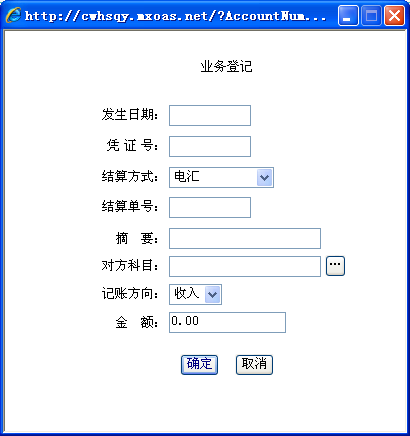 http://cwhsqy.mxoas.net/?AccountNum...
业务登记
发生日期:
凭 证 号:
结算方式: 电汇
结算单号:
摘 要:
对方科目: ...
记账方向: 收入
金 额: 0.00
确定 取消